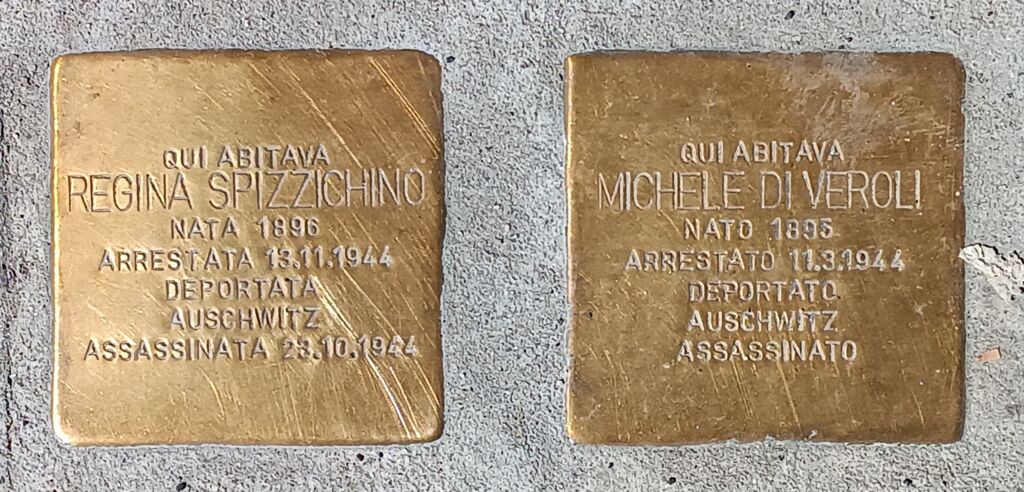 QUI ABITAVA
REGINA SPIZZICHINO
NATA 1896
ARRESTATA 13.11.1944
DEPORTATA
AUSCHWITZ
ASSASSINATA 23.10.1944
QUI ABITAVA
MICHELE DI VEROLI
NATO 1895
ARRESTATO 11.3.1944
DEPORTATO
AUSCHWITZ
ASSASSINATO